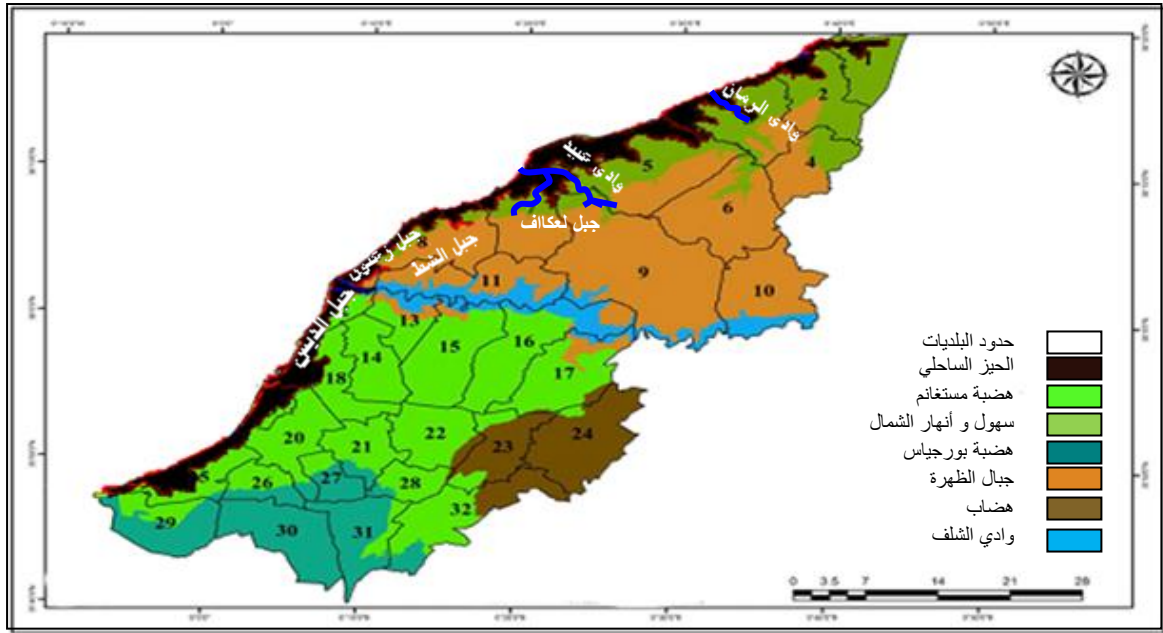 وادي الرمان
وادي عبيد
جبل لعكااف
جبل الشط
جبل زعلون
جبل الديس
1
2
4
5
6
8
9
10
11
13
14
15
16
17
18
20
21
22
23
24
26
27
28
29
30
31
32
حدود البلديات
الحيز الساحلي
هضبة مستغانم
سهول و أنهار الشمال
هضبة بورجياس
جبال الظهرة
هضاب
وادي الشلف
0 3.5 7 14 21 28